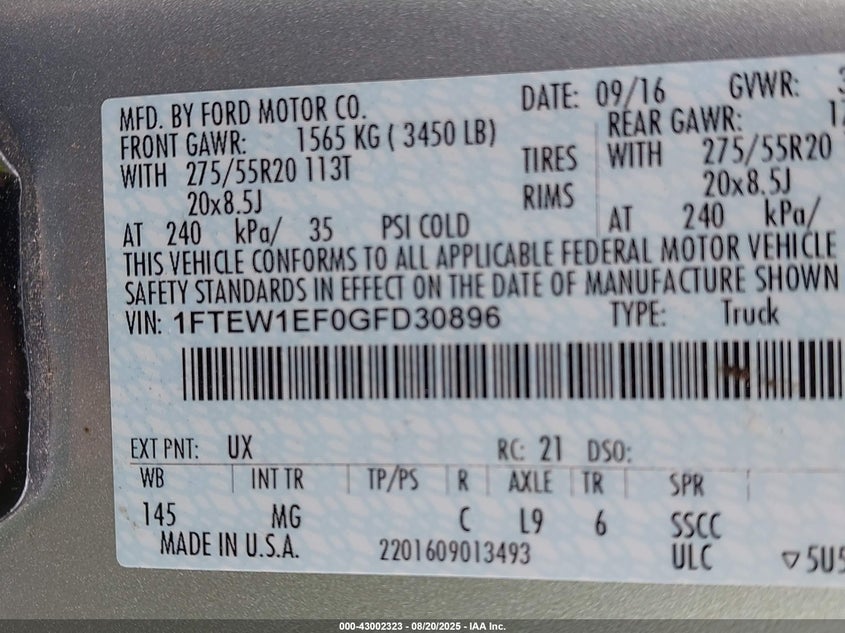 MFD. BY FORD MOTOR CO. DATE: 09/16 GVWR:
FRONT GAWR: 1565 KG ( 3450 LB) REAR GAWR:
WITH 275/55R20 113T TIRES WITH 275/55R20
20x8.5J RIMS 20x8.5J
AT 240 kPa/ 35 PSI COLD AT 240 kPa/
THIS VEHICLE CONFORMS TO ALL APPLICABLE FEDERAL MOTOR VEHICLE
SAFETY STANDARDS IN EFFECT ON THE DATE OF MANUFACTURE SHOWN
VIN: 1FTEW1EF0GFD30896 TYPE: Truck
EXT PNT: UX RC: 21 DSO:
WB INT TR TP/PS R AXLE TR SPR
145 MG C L9 6 SSCC
MADE IN U.S.A. 2201609013493 ULC ▽5U5
000-43002323 - 08/20/2025 - IAA Inc.